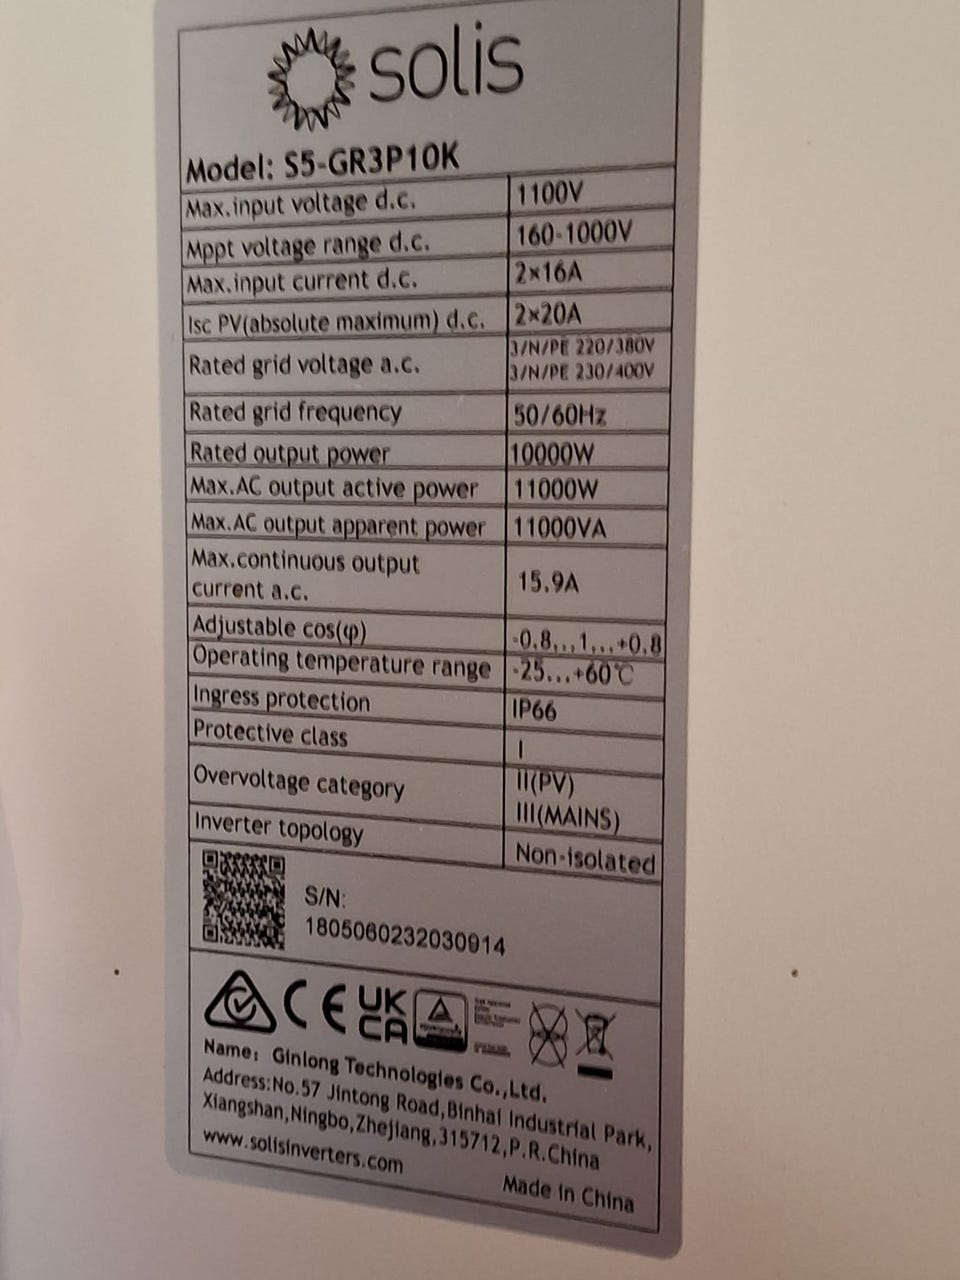 solis
Model: S5-GR3P10K
Max.input voltage d.c. 1100V
Mppt voltage range d.c. 160-1000V
Max.input current d.c. 2×16A
Isc PV(absolute maximum) d.c. 2×20A
Rated grid voltage a.c. 3/N/PE 220/380V
3/N/PE 230/400V
Rated grid frequency 50/60Hz
Rated output power 10000W
Max.AC output active power 11000W
Max.AC output apparent power 11000VA
Max.continuous output
current a.c. 15.9A
Adjustable cos(φ) -0.8...1...+0.8
Operating temperature range -25...+60℃
Ingress protection IP66
Protective class I
Overvoltage category II(PV)
III(MAINS)
Inverter topology Non-isolated
S/N:
1805060232030914
CE UK
CA
Name: Ginlong Technologies Co.,Ltd.
Address:No.57 Jintong Road,Binhai Industrial Park,
Xiangshan,Ningbo,Zhejiang,315712,P.R.China
www.solisinverters.com
Made in China